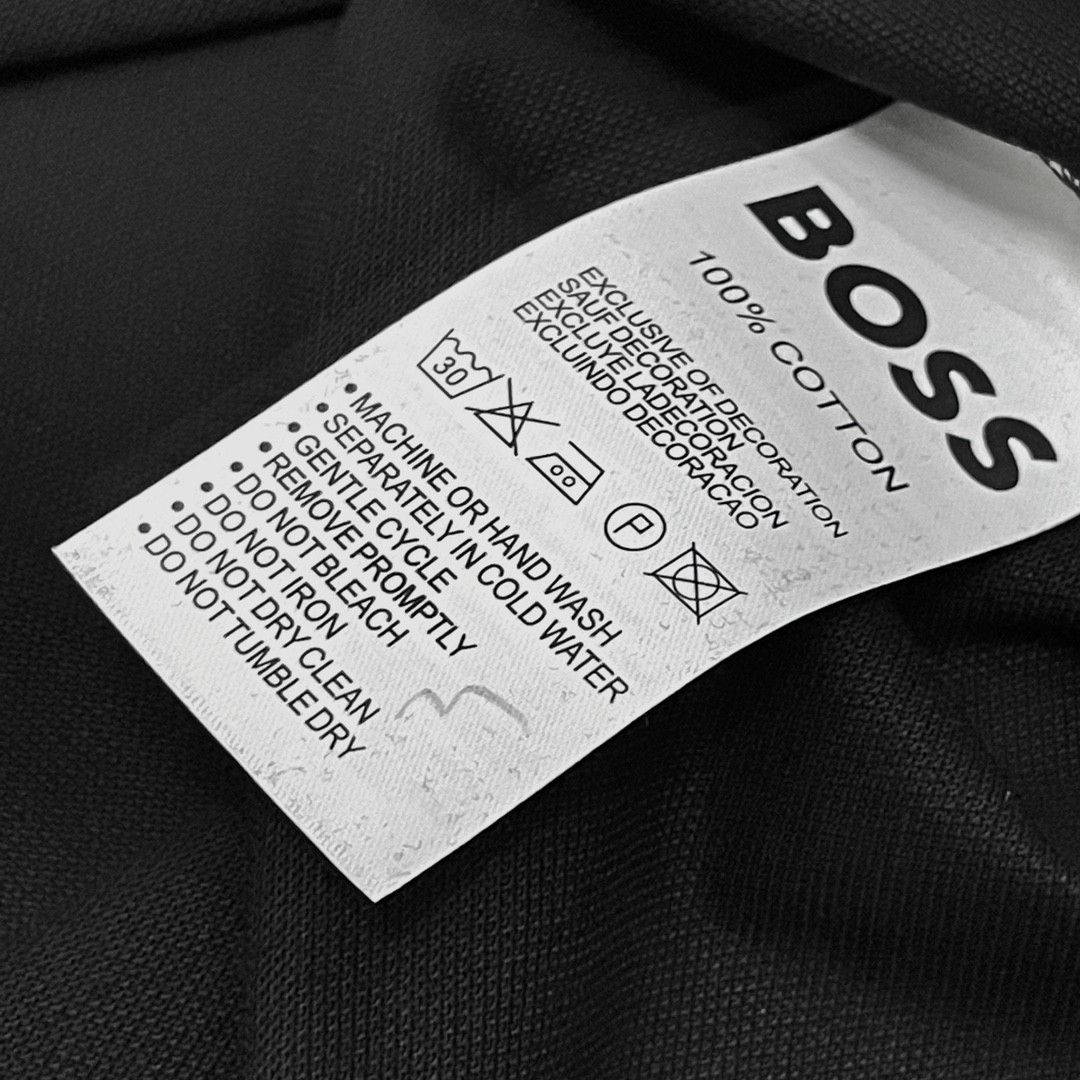 BOSS
100% COTTON
EXCLUSIVE OF DECORATION
SAUF DECORATION
EXCLUYE LADECORACION
EXCLUINDO DECORACAO
30
P
• MACHINE OR HAND WASH
• SEPARATELY IN COLD WATER
• GENTLE CYCLE
• REMOVE PROMPTLY
• DO NOT BLEACH
• DO NOT IRON
• DO NOT DRY CLEAN
• DO NOT TUMBLE DRY